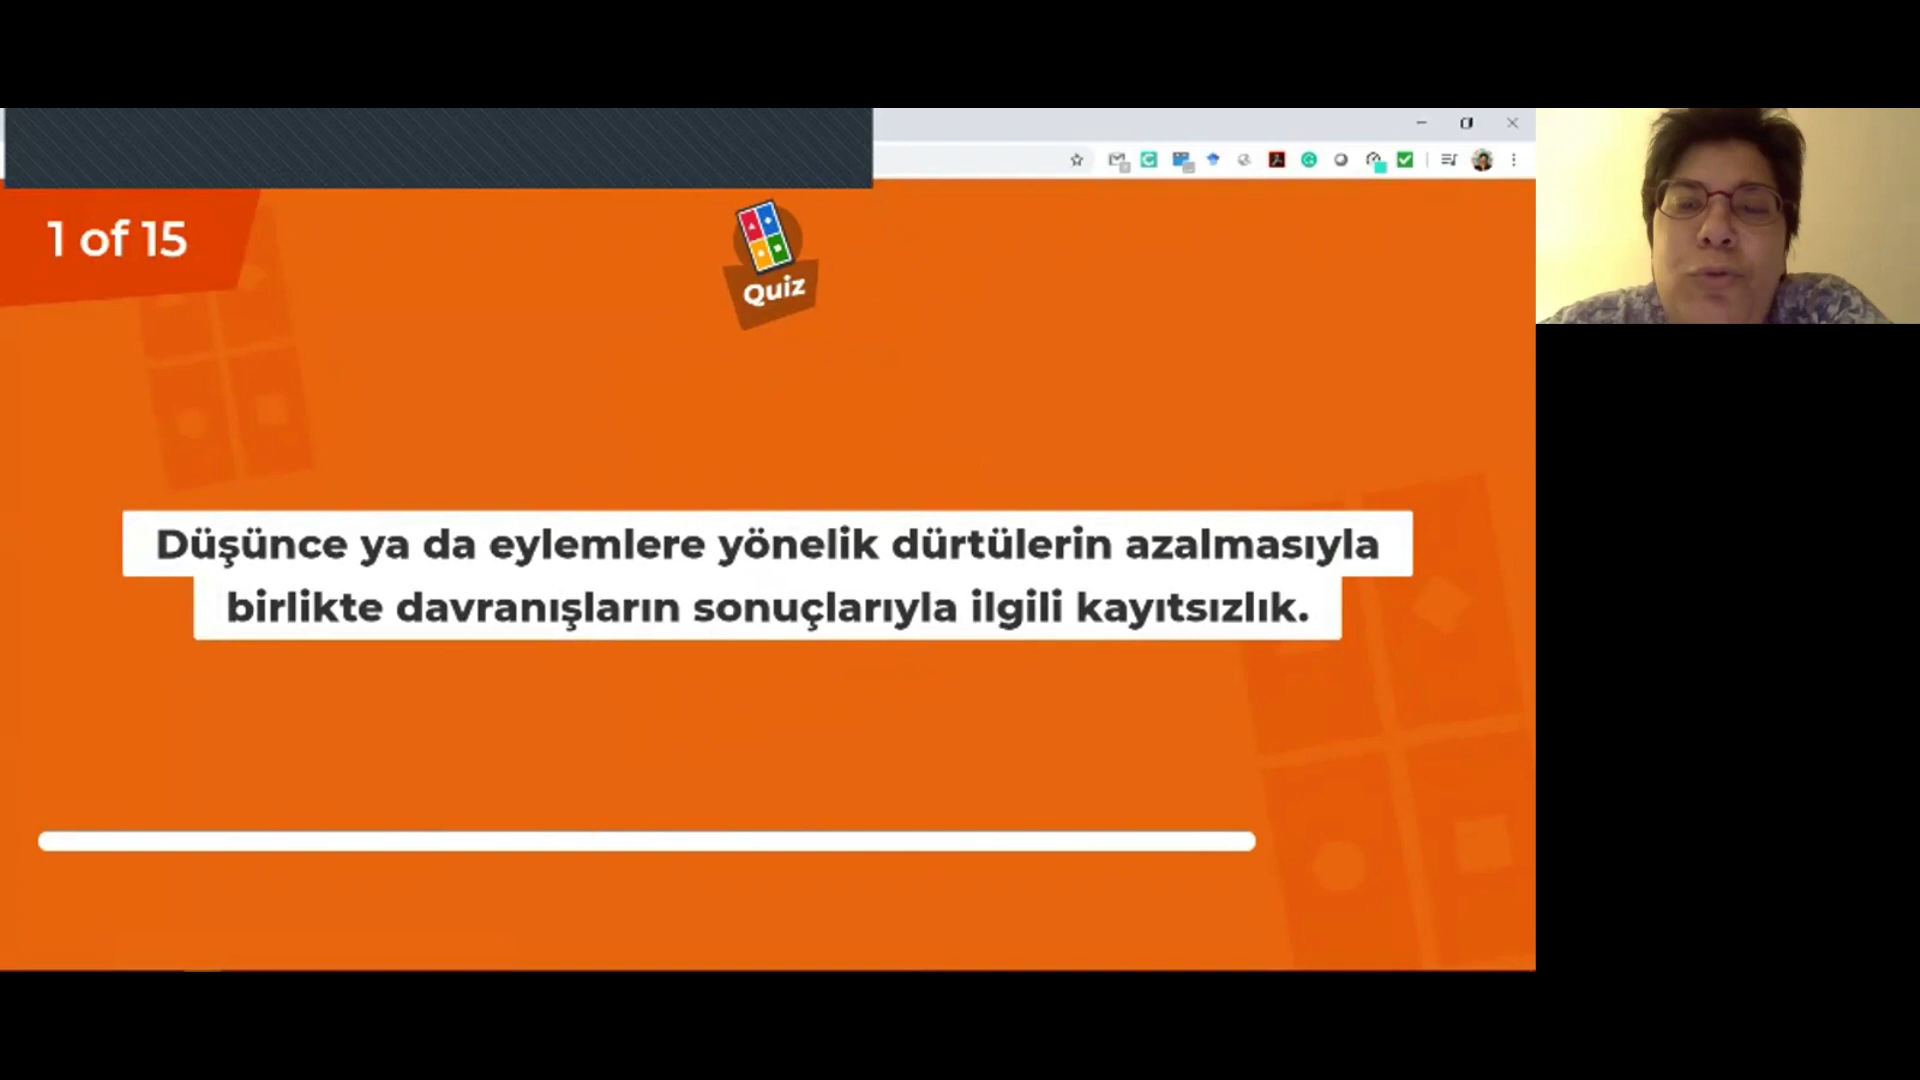 1 of 15
Quiz
Düşünce ya da eylemlere yönelik dürtülerin azalmasıyla
birlikte davranışların sonuçlarıyla ilgili kayıtsızlık.